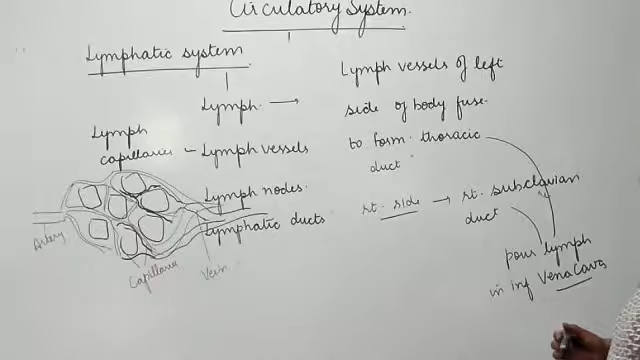 Circulatory System.
Lymphatic system
Lymph
Lymph
capillaries - Lymph vessels
Lymph nodes.
Lymphatic ducts
Artery
Capillaries
Vein
Lymph vessels of left
side of body fuse
to form thoracic
duct
rt. side → rt. subclavian
duct
pour lymph
in inf Venacava